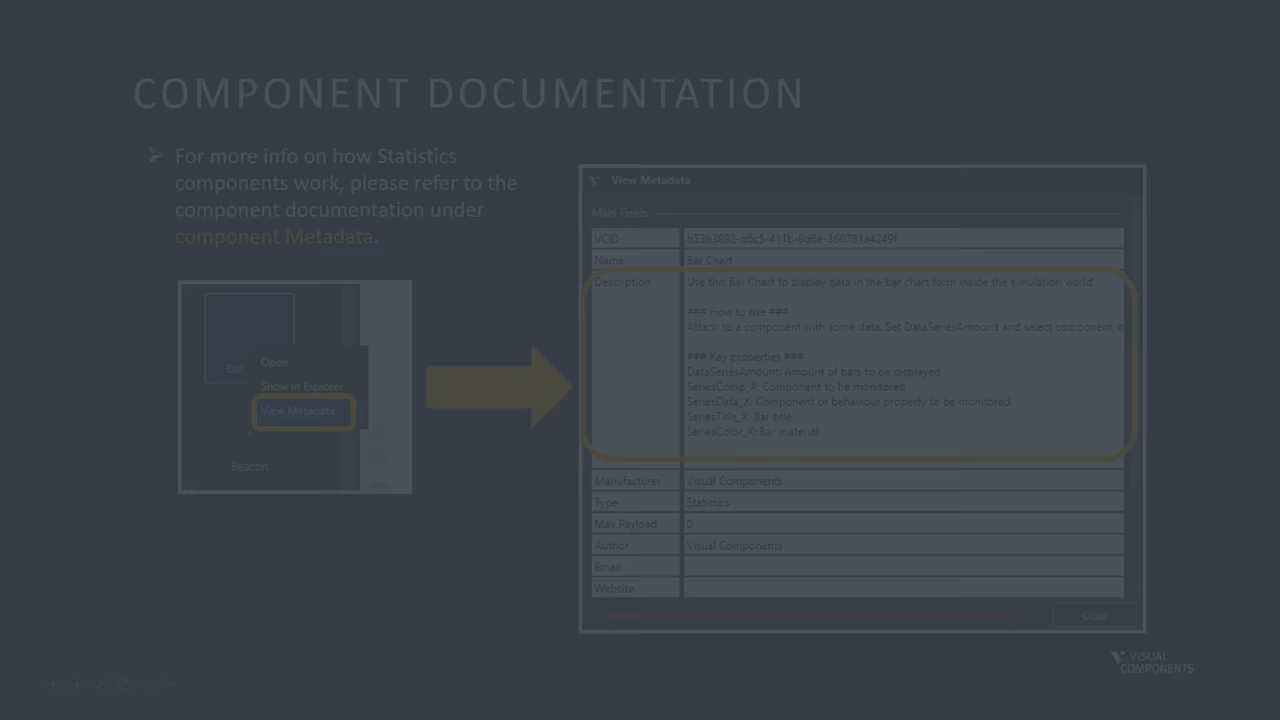 COMPONENT DOCUMENTATION
➢ For more info on how Statistics
components work, please refer to the
component documentation under
component Metadata.
Open
Show in Explorer
View Metadata
Beacon
View Metadata
Main Fields
VCID b53b3892-d6c5-411b-9d6e-360781a4249f
Name Bar Chart
Description Use this Bar Chart to display data in the bar chart form inside the simulation world.
### How to use ###
Attach to a component with some data. Set DataSeriesAmount and select component, c
### Key properties ###
DataSeriesAmount: Amount of bars to be displayed
SeriesComp_X: Component to be monitored
SeriesData_X: Component or behaviour property to be monitored
SeriesTitle_X: Bar title
SeriesColor_X: Bar material
Manufacturer Visual Components
Type Statistics
Max Payload 0
Author Visual Components
Email
Website
Close
VISUAL
COMPONENTS